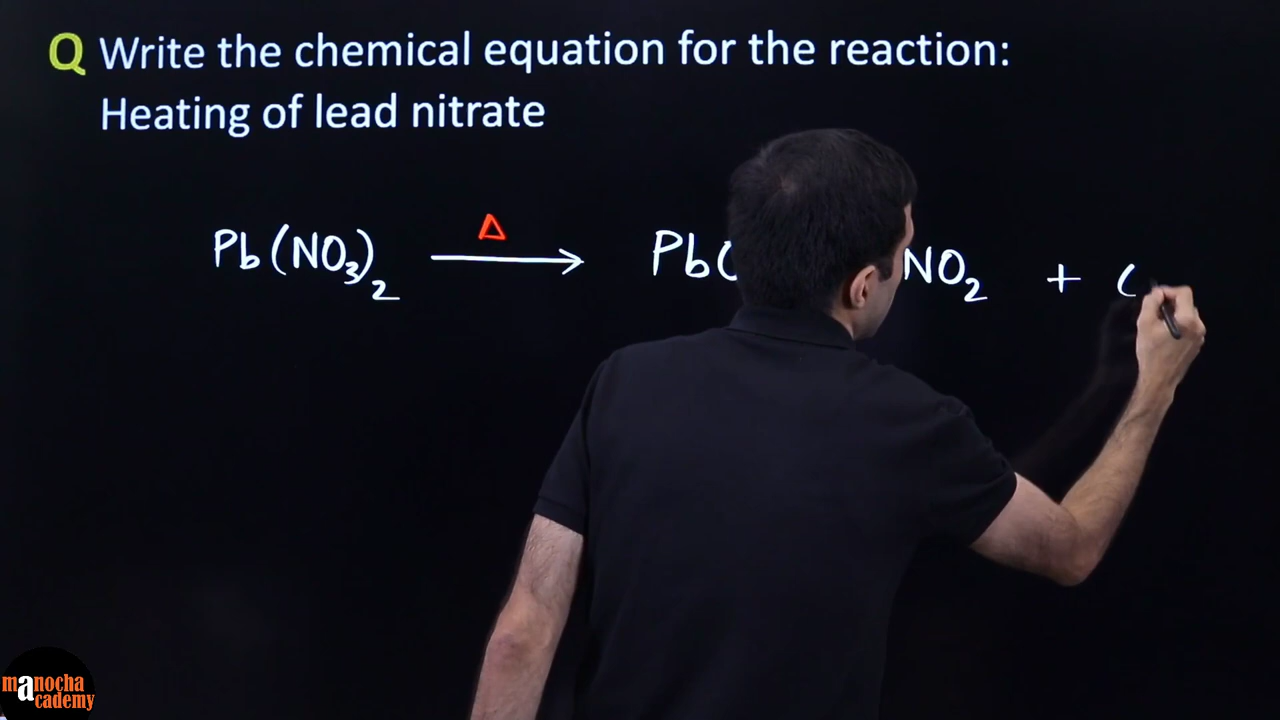 Q Write the chemical equation for the reaction:
Heating of lead nitrate
Δ
Pb(NO₃)₂ ⟶ Pb NO₂ +
manocha
academy